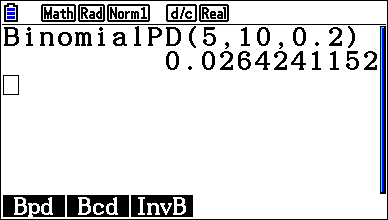 Math Rad Norm1 d/c Real
BinomialPD(5,10,0.2)
0.0264241152
Bpd Bcd InvB